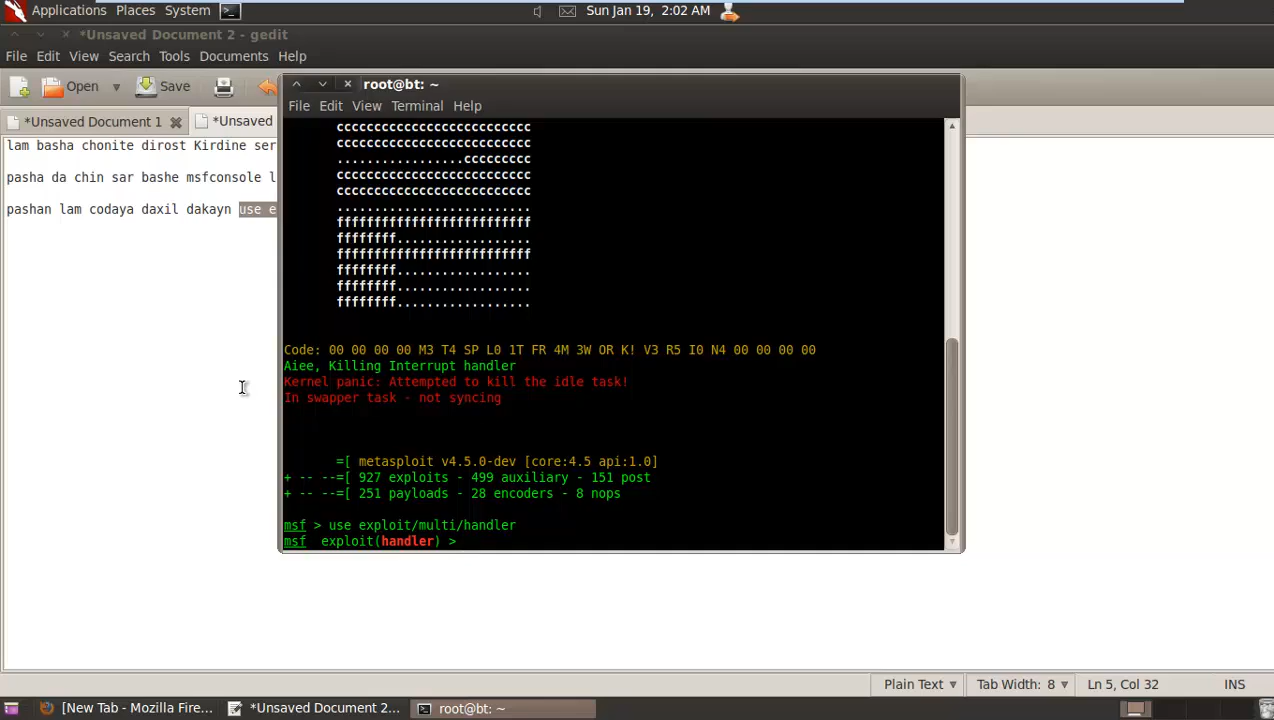 Applications Places System Sun Jan 19, 2:02 AM
*Unsaved Document 2 - gedit
File Edit View Search Tools Documents Help
Open Save
*Unsaved Document 1 *Unsaved
root@bt: ~
File Edit View Terminal Help
lam basha chonite dirost Kirdine ser
pasha da chin sar bashe msfconsole l
pashan lam codaya daxil dakayn use e
cccccccccccccccccccccccccc
cccccccccccccccccccccccccc
.................ccccccccc
cccccccccccccccccccccccccc
cccccccccccccccccccccccccc
..........................
ffffffffffffffffffffffffff
ffffffff..................
ffffffffffffffffffffffffff
ffffffff..................
ffffffff..................
ffffffff..................
Code: 00 00 00 00 M3 T4 SP L0 1T FR 4M 3W OR K! V3 R5 I0 N4 00 00 00 00
Aiee, Killing Interrupt handler
Kernel panic: Attempted to kill the idle task!
In swapper task - not syncing
=[ metasploit v4.5.0-dev [core:4.5 api:1.0]
+ -- --=[ 927 exploits - 499 auxiliary - 151 post
+ -- --=[ 251 payloads - 28 encoders - 8 nops
msf > use exploit/multi/handler
msf exploit(handler) >
Plain Text Tab Width: 8 Ln 5, Col 32 INS
[New Tab - Mozilla Fire... *Unsaved Document 2... root@bt: ~